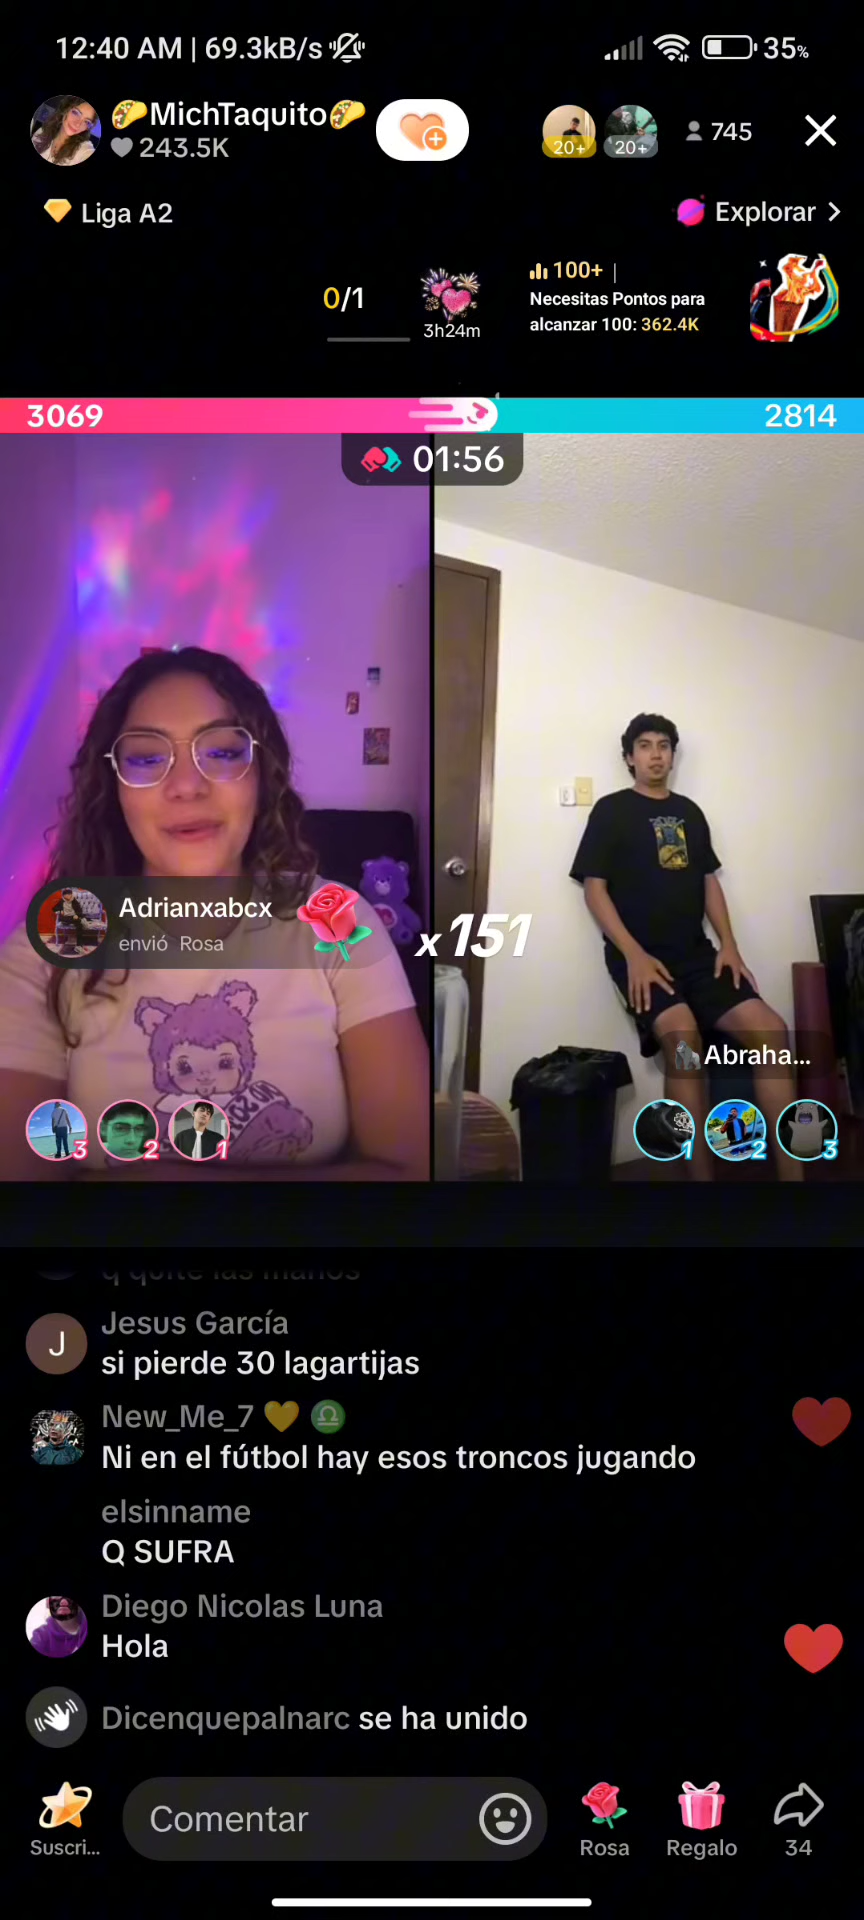 12:40 AM | 69.3kB/s
35%
🌮MichTaquito🌮
243.5K
20+
20+
745
Liga A2
Explorar
0/1
3h24m
100+ |
Necesitas Pontos para
alcanzar 100: 362.4K
3069
2814
01:56
Adrianxabcx
envió Rosa
x151
🦍Abraha...
3
2
1
1
2
3
q quite las manos
J
Jesus García
si pierde 30 lagartijas
New_Me_7 💛 ♎
Ni en el fútbol hay esos troncos jugando
elsinname
Q SUFRA
Diego Nicolas Luna
Hola
Dicenquepalnarc se ha unido
Comentar
Suscri...
Rosa
Regalo
34